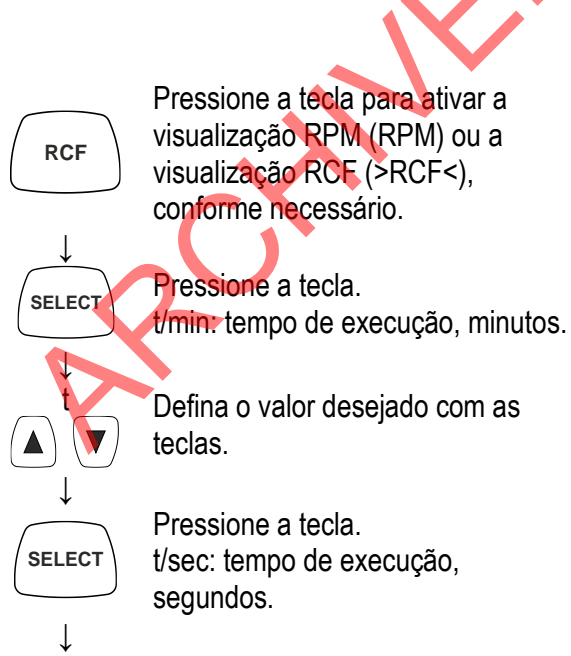 Pressione a tecla para ativar a
visualização RPM (RPM) ou a
visualização RCF (>RCF<),
conforme necessário.
RCF
↓
SELECT
Pressione a tecla.
t/min: tempo de execução, minutos.
↓
t
▲ ▼
Defina o valor desejado com as
teclas.
↓
SELECT
Pressione a tecla.
t/sec: tempo de execução,
segundos.
↓
ARCHIVE